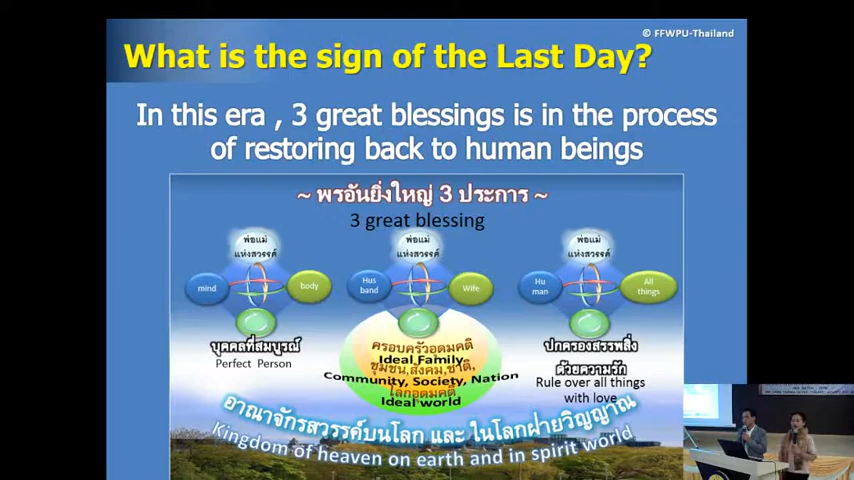 © FFWPU-Thailand
What is the sign of the Last Day?
In this era , 3 great blessings is in the process
of restoring back to human beings
~ พรอันยิ่งใหญ่ 3 ประการ ~
3 great blessing
พ่อแม่
แห่งสวรรค์
พ่อแม่
แห่งสวรรค์
พ่อแม่
แห่งสวรรค์
mind
body
Hus
band
Wife
Hu
man
All
things
บุคคลที่สมบูรณ์
Perfect Person
ครอบครัวอุดมคติ
Ideal Family
ชุมชน,สังคม,ชาติ,
Community, Society, Nation
โลกอุดมคติ
Ideal world
ปกครองสรรพสิ่ง
ด้วยความรัก
Rule over all things
with love
อาณาจักรสวรรค์บนโลก และ ในโลกฝ่ายวิญญาณ
Kingdom of heaven on earth and in spirit world